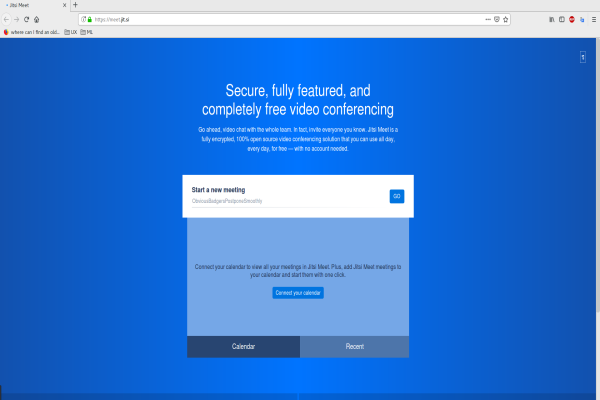 Jitsi Meet
https://meet.jit.si
where can I find an old...
UX
ML
Secure, fully featured, and
completely free video conferencing
Go ahead, video chat with the whole team. In fact, invite everyone you know. Jitsi Meet is a
fully encrypted, 100% open source video conferencing solution that you can use all day,
every day, for free — with no account needed.
Start a new meeting
ObviousBadgersPostponeSmoothly
GO
Connect your calendar to view all your meetings in Jitsi Meet. Plus, add Jitsi Meet meetings to
your calendar and start them with one click.
Connect your calendar
Calendar
Recent